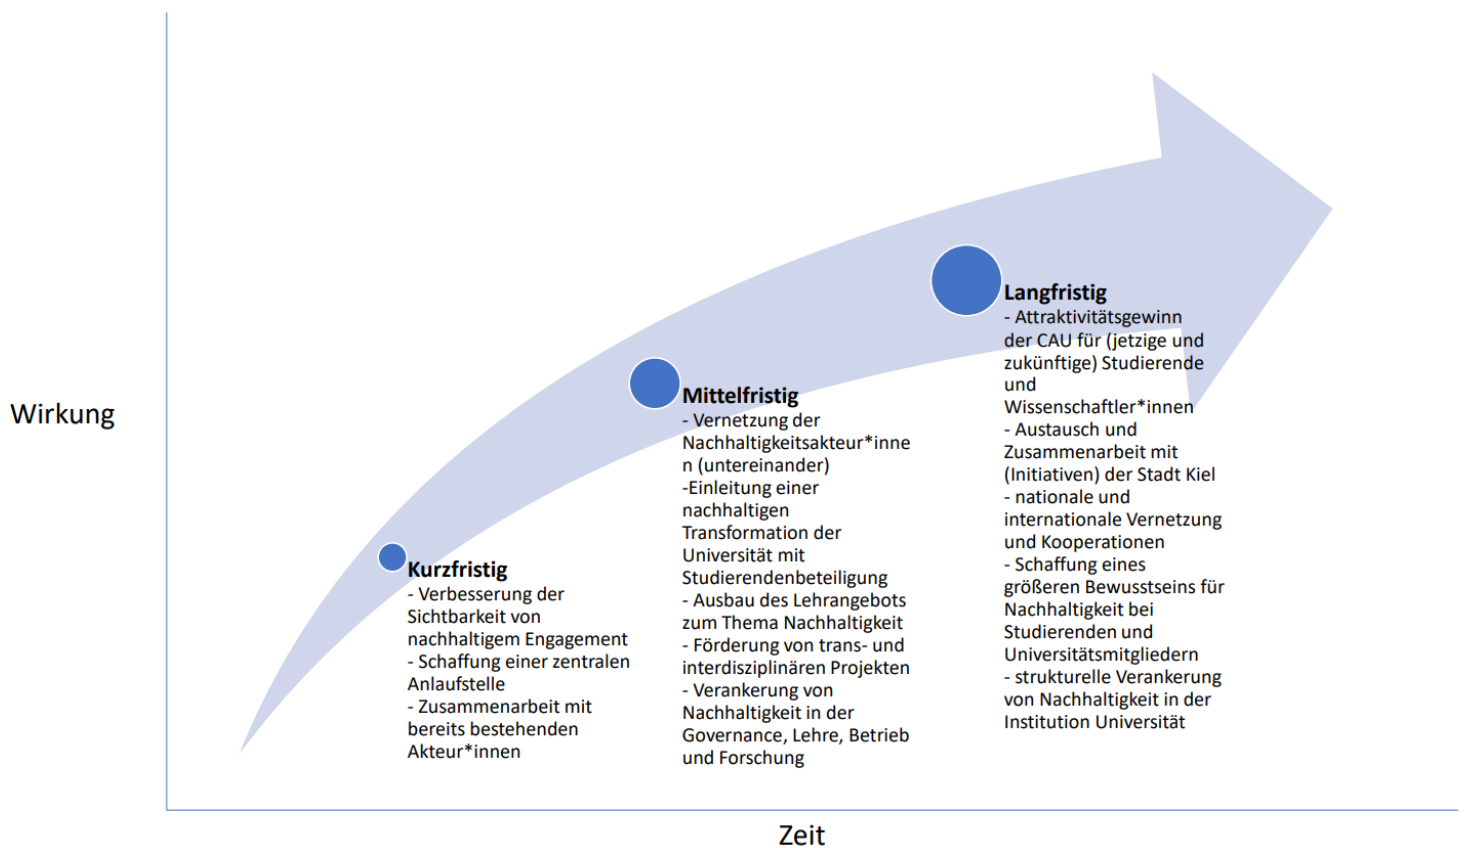 Wirkung
Kurzfristig
- Verbesserung der
Sichtbarkeit von
nachhaltigem Engagement
- Schaffung einer zentralen
Anlaufstelle
- Zusammenarbeit mit
bereits bestehenden
Akteur*innen
Mittelfristig
- Vernetzung der
Nachhaltigkeitsakteur*inne
n (untereinander)
-Einleitung einer
nachhaltigen
Transformation der
Universität mit
Studierendenbeteiligung
- Ausbau des Lehrangebots
zum Thema Nachhaltigkeit
- Förderung von trans- und
interdisziplinären Projekten
- Verankerung von
Nachhaltigkeit in der
Governance, Lehre, Betrieb
und Forschung
Langfristig
- Attraktivitätsgewinn
der CAU für (jetzige und
zukünftige) Studierende
und
Wissenschaftler*innen
- Austausch und
Zusammenarbeit mit
(Initiativen) der Stadt Kiel
- nationale und
internationale Vernetzung
und Kooperationen
- Schaffung eines
größeren Bewusstseins für
Nachhaltigkeit bei
Studierenden und
Universitätsmitgliedern
- strukturelle Verankerung
von Nachhaltigkeit in der
Institution Universität
Zeit